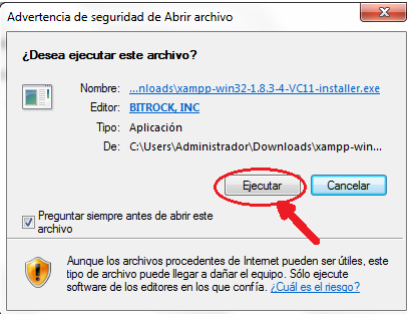 Advertencia de seguridad de Abrir archivo
¿Desea ejecutar este archivo?
Nombre: ...nloads\xampp-win32-1.8.3-4-VC11-installer.exe
Editor: BITROCK, INC
Tipo: Aplicación
De: C:\Users\Administrador\Downloads\xampp-win...
Ejecutar Cancelar
Preguntar siempre antes de abrir este
archivo
Aunque los archivos procedentes de Internet pueden ser útiles, este
tipo de archivo puede llegar a dañar el equipo. Sólo ejecute
software de los editores en los que confía. ¿Cuál es el riesgo?